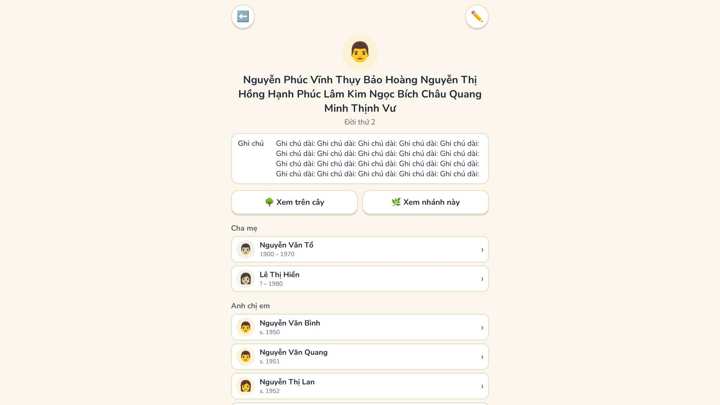 Nguyễn Phúc Vĩnh Thụy Bảo Hoàng Nguyễn Thị
Hồng Hạnh Phúc Lâm Kim Ngọc Bích Châu Quang
Minh Thịnh Vư
Đời thứ 2
Ghi chú
Ghi chú dài: Ghi chú dài: Ghi chú dài: Ghi chú dài: Ghi chú dài:
Ghi chú dài: Ghi chú dài: Ghi chú dài: Ghi chú dài: Ghi chú dài:
Ghi chú dài: Ghi chú dài: Ghi chú dài: Ghi chú dài: Ghi chú dài:
Ghi chú dài: Ghi chú dài: Ghi chú dài: Ghi chú dài: Ghi chú dài:
Xem trên cây
Xem nhánh này
Cha mẹ
Nguyễn Văn Tổ
1900 – 1970
Lê Thị Hiền
? – 1980
Anh chị em
Nguyễn Văn Bình
s. 1950
Nguyễn Văn Quang
s. 1961
Nguyễn Thị Lan
s. 1962